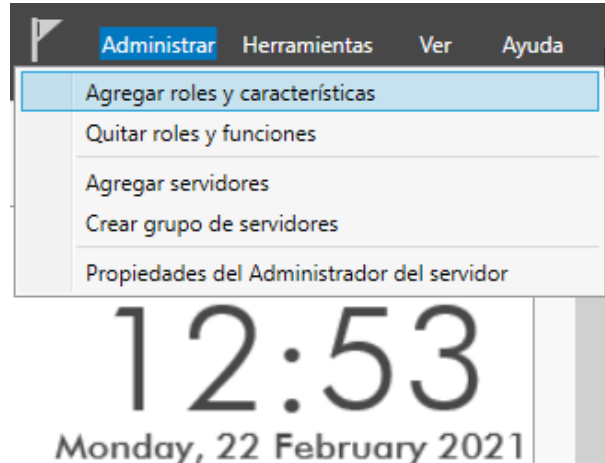 Administrar Herramientas Ver Ayuda
Agregar roles y características
Quitar roles y funciones
Agregar servidores
Crear grupo de servidores
Propiedades del Administrador del servidor
12:53
Monday, 22 February 2021